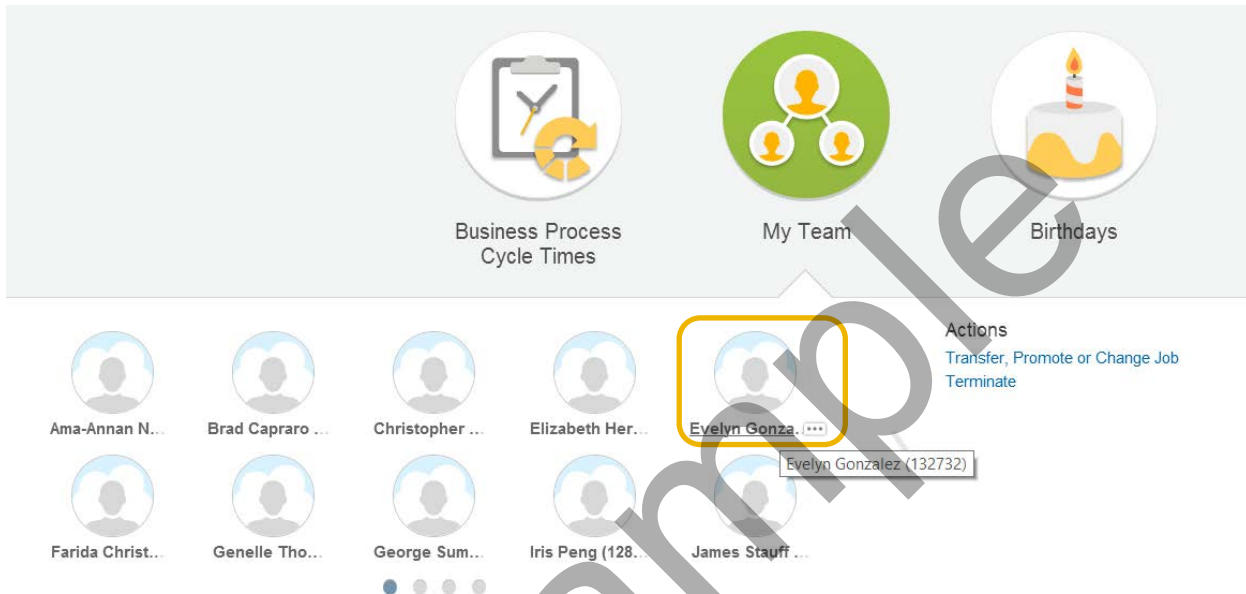 Business Process
Cycle Times
My Team
Birthdays
Actions
Transfer, Promote or Change Job
Terminate
Ama-Annan N...
Brad Capraro ...
Christopher ...
Elizabeth Her...
Evelyn Gonza...
Evelyn Gonzalez (132732)
Farida Christ...
Genelle Tho...
George Sum...
Iris Peng (128...
James Stauff ...
ample